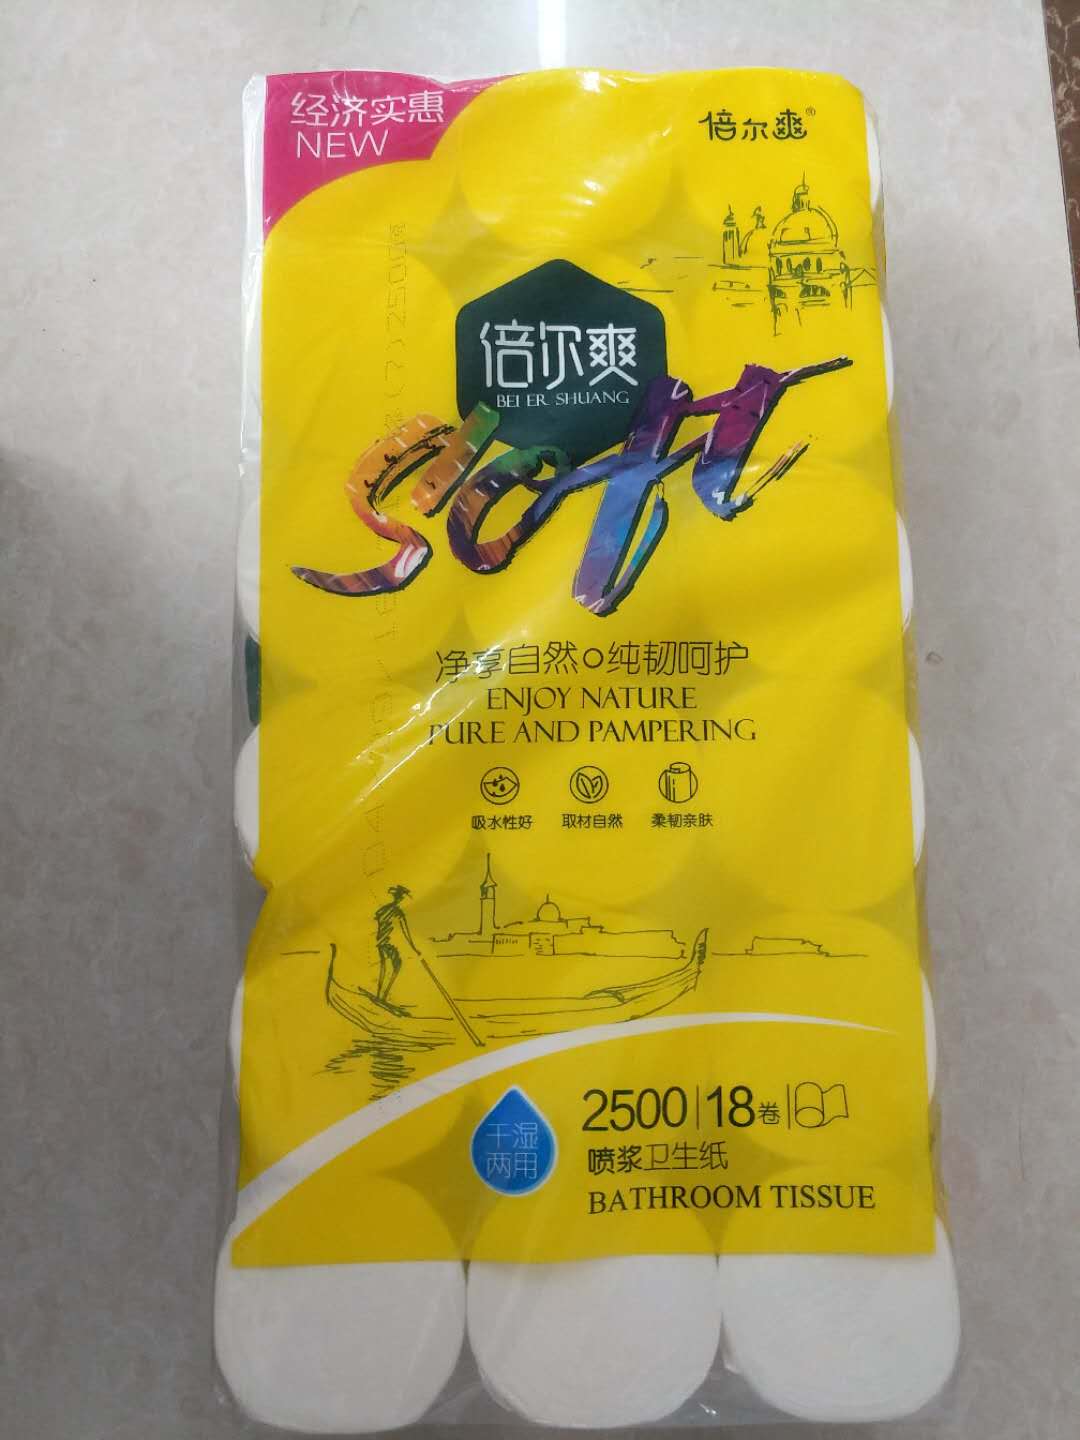 经济实惠
NEW
倍尔爽®
倍尔爽
BEI ER SHUANG
soft
净享自然 纯韧呵护
ENJOY NATURE
PURE AND PAMPERING
吸水性好 取材自然 柔韧亲肤
干湿
两用
2500 18卷
喷浆卫生纸
BATHROOM TISSUE